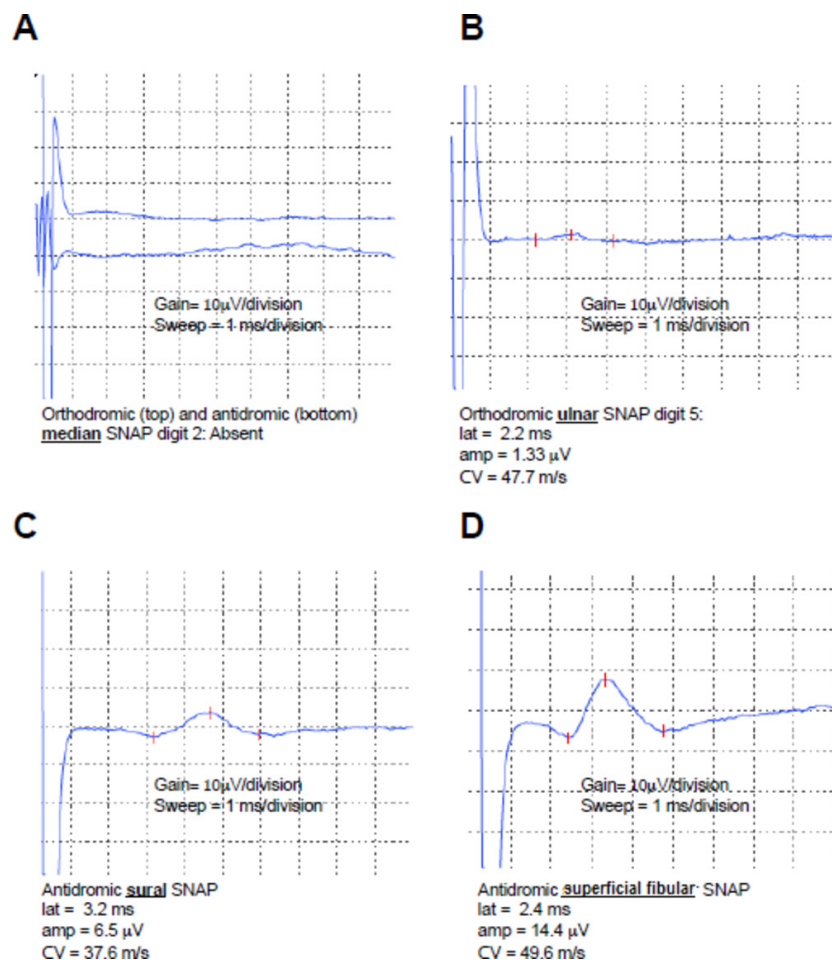 A
Gain= 10μV/division
Sweep = 1 ms/division
Orthodromic (top) and antidromic (bottom)
median SNAP digit 2: Absent
B
Gain= 10μV/division
Sweep = 1 ms/division
Orthodromic ulnar SNAP digit 5:
lat = 2.2 ms
amp = 1.33 μV
CV = 47.7 m/s
C
Gain= 10μV/division
Sweep = 1 ms/division
Antidromic sural SNAP
lat = 3.2 ms
amp = 6.5 μV
CV = 37.6 m/s
D
Gain= 10μV/division
Sweep = 1 ms/division
Antidromic superficial fibular SNAP
lat = 2.4 ms
amp = 14.4 μV
CV = 49.6 m/s